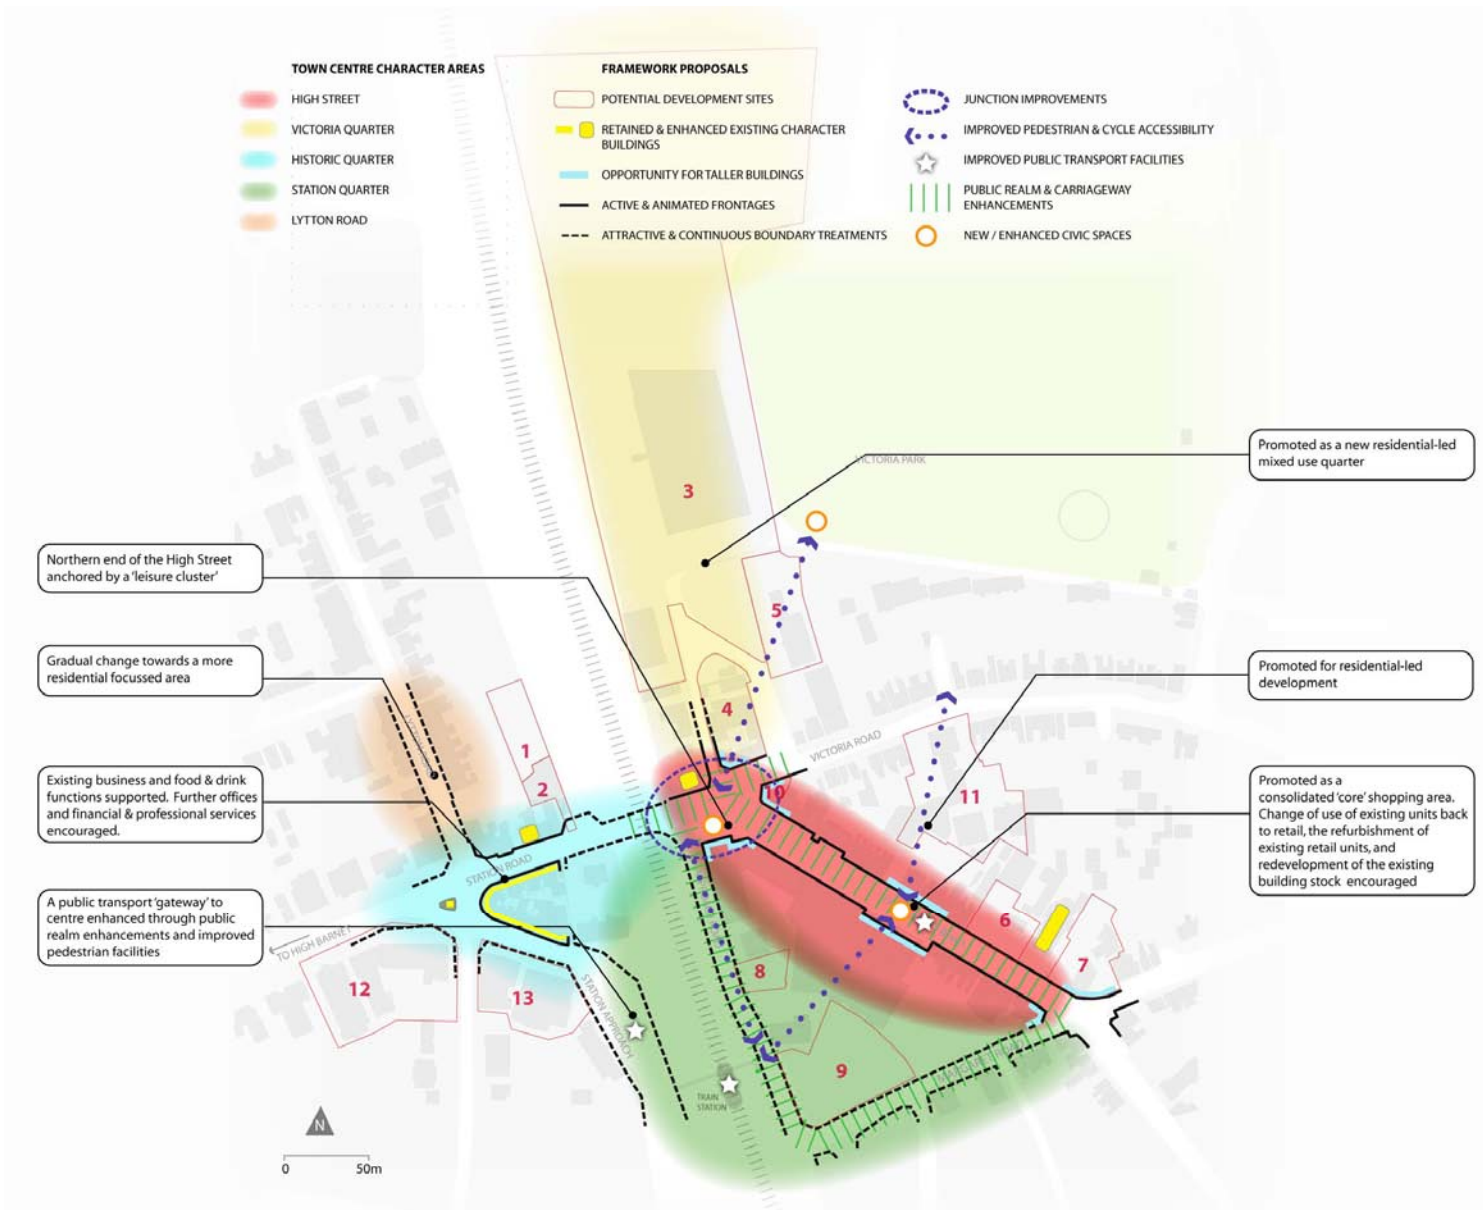 TOWN CENTRE CHARACTER AREAS
HIGH STREET
VICTORIA QUARTER
HISTORIC QUARTER
STATION QUARTER
LYTTON ROAD
FRAMEWORK PROPOSALS
POTENTIAL DEVELOPMENT SITES
RETAINED & ENHANCED EXISTING CHARACTER
BUILDINGS
OPPORTUNITY FOR TALLER BUILDINGS
ACTIVE & ANIMATED FRONTAGES
ATTRACTIVE & CONTINUOUS BOUNDARY TREATMENTS
JUNCTION IMPROVEMENTS
IMPROVED PEDESTRIAN & CYCLE ACCESSIBILITY
IMPROVED PUBLIC TRANSPORT FACILITIES
PUBLIC REALM & CARRIAGEWAY
ENHANCEMENTS
NEW / ENHANCED CIVIC SPACES
Promoted as a new residential-led
mixed use quarter
VICTORIA PARK
3
Northern end of the High Street
anchored by a 'leisure cluster'
5
Gradual change towards a more
residential focussed area
Promoted for residential-led
development
4
1
2
VICTORIA ROAD
10
11
Existing business and food & drink
functions supported. Further offices
and financial & professional services
encouraged.
Promoted as a
consolidated 'core' shopping area.
Change of use of existing units back
to retail, the refurbishment of
existing retail units, and
redevelopment of the existing
building stock encouraged
STATION ROAD
A public transport 'gateway' to
centre enhanced through public
realm enhancements and improved
pedestrian facilities
TO HIGH BARNET
6
7
8
12
13
STATION APPROACH
9
TRAIN
STATION
N
0 50m